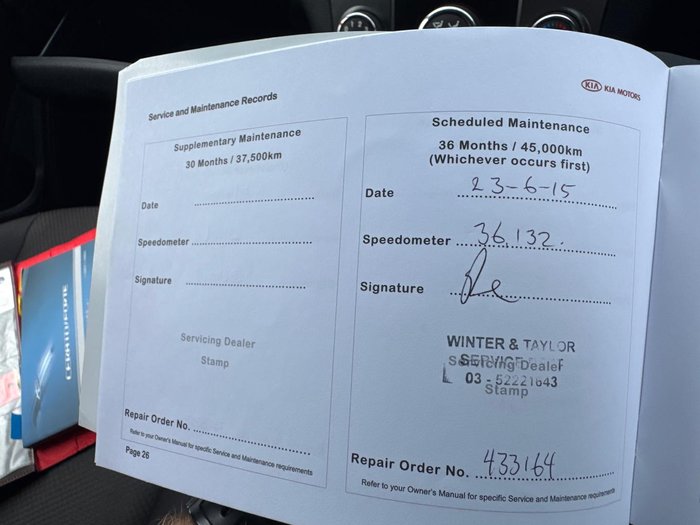 Service and Maintenance Records
KIA KIA MOTORS
Supplementary Maintenance
30 Months / 37,500km
Date
Speedometer
Signature
Servicing Dealer
Stamp
Repair Order No.
Refer to your Owner's Manual for specific Service and Maintenance requirements
Page 26
Scheduled Maintenance
36 Months / 45,000km
(Whichever occurs first)
Date 23-6-15
Speedometer 36,132.
Signature
WINTER & TAYLOR
SERVICE
Servicing Dealer
03 - 52221643
Stamp
Repair Order No. 433164
Refer to your Owner's Manual for specific Service and Maintenance requirements
CERATO/FORTE